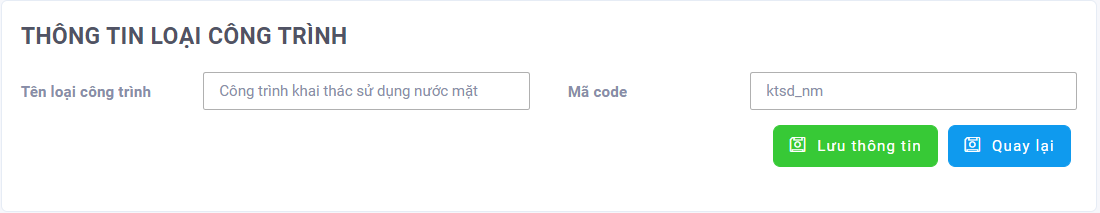 THÔNG TIN LOẠI CÔNG TRÌNH
Tên loại công trình Công trình khai thác sử dụng nước mặt Mã code ktsd_nm
Lưu thông tin Quay lại